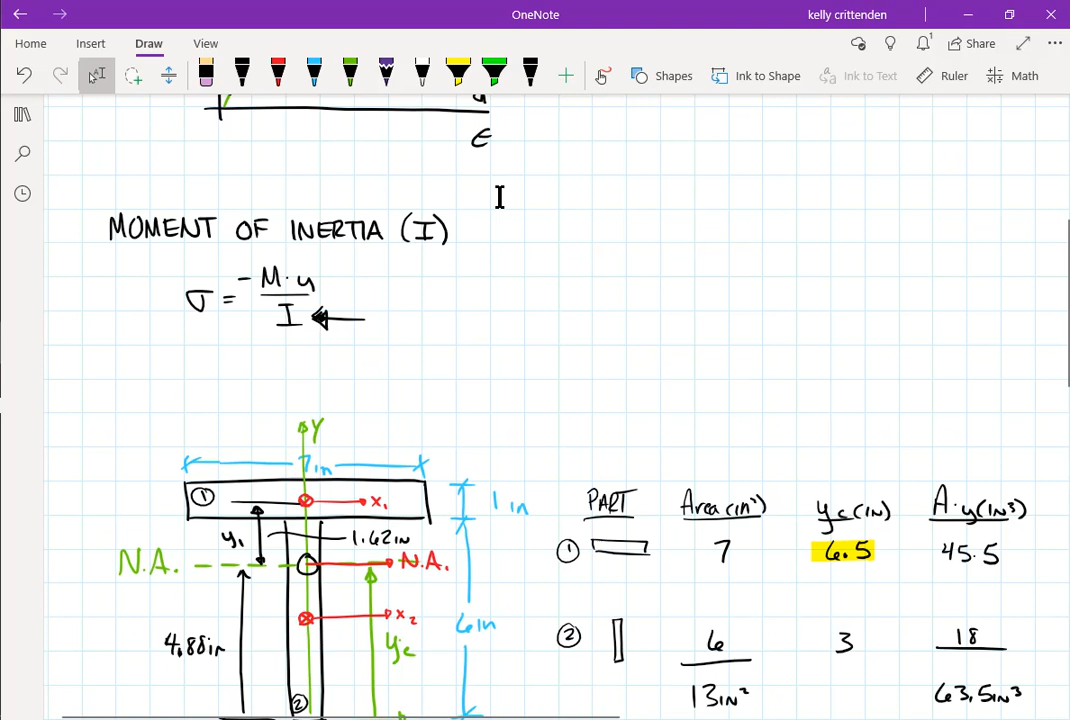 OneNote
kelly crittenden
Home
Insert
Draw
View
Share
Shapes
Ink to Shape
Ink to Text
Ruler
Math
ε
MOMENT OF INERTIA (I)
σ = -M·y
I
Y
7in
① x₁
1 in
y₁
1.62in
N.A.
N.A.
x₂
6in
4.88in
yc
②
PART Area(in²) yc(IN) A·y(IN³)
① 7 6.5 45.5
② 6 3 18
13IN² 63.5IN³